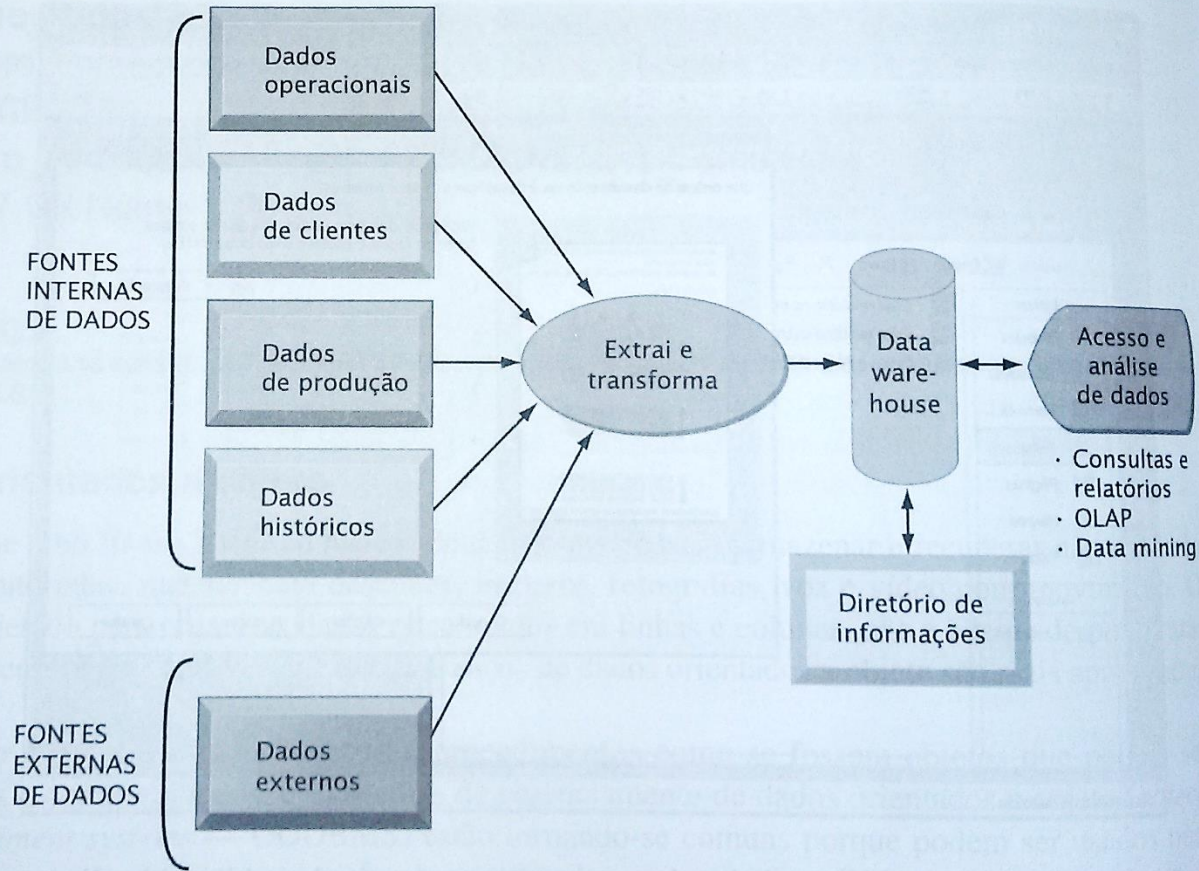 Dados
operacionais
Dados
de clientes
FONTES
INTERNAS
DE DADOS
Dados
de produção
Dados
históricos
Extrai e
transforma
Data
ware-
house
Acesso e
análise
de dados
· Consultas e
relatórios
· OLAP
· Data mining
Diretório de
informações
FONTES
EXTERNAS
DE DADOS
Dados
externos